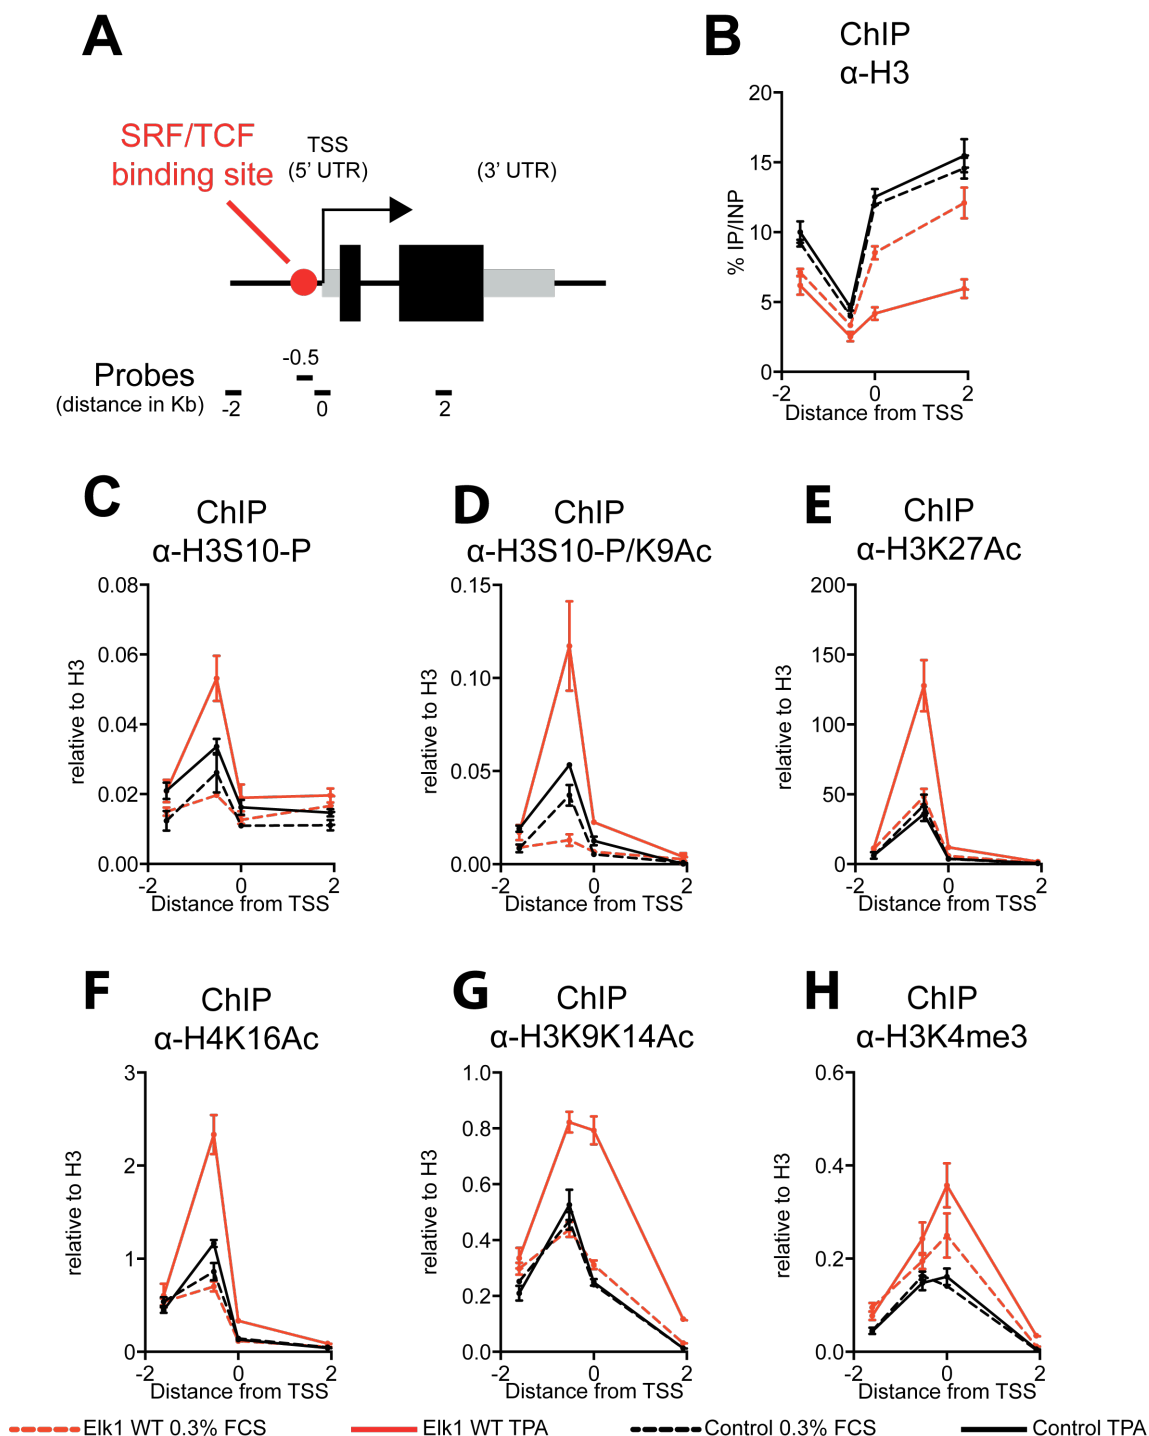 A
SRF/TCF
binding site
TSS
(5' UTR)
(3' UTR)
-0.5
Probes
(distance in Kb)
-2
0
2
B
ChIP
α-H3
% IP/INP
20
15
10
5
0
-2
0
2
Distance from TSS
C
ChIP
α-H3S10-P
relative to H3
0.08
0.06
0.04
0.02
0.00
-2
0
2
Distance from TSS
D
ChIP
α-H3S10-P/K9Ac
relative to H3
0.15
0.10
0.05
0.00
-2
0
2
Distance from TSS
E
ChIP
α-H3K27Ac
relative to H3
200
150
100
50
0
-2
0
2
Distance from TSS
F
ChIP
α-H4K16Ac
relative to H3
3
2
1
0
-2
0
2
Distance from TSS
G
ChIP
α-H3K9K14Ac
relative to H3
1.0
0.8
0.6
0.4
0.2
0.0
-2
0
2
Distance from TSS
H
ChIP
α-H3K4me3
relative to H3
0.6
0.4
0.2
0.0
-2
0
2
Distance from TSS
Elk1 WT 0.3% FCS
Elk1 WT TPA
Control 0.3% FCS
Control TPA